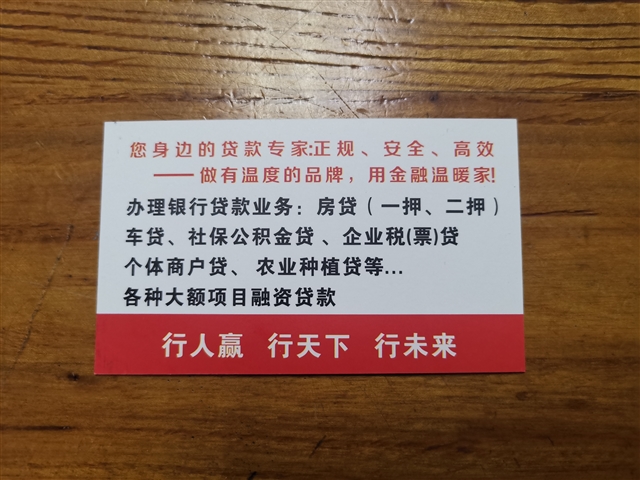 您身边的贷款专家:正规、安全、高效
——做有温度的品牌，用金融温暖家!
办理银行贷款业务：房贷（一押、二押）
车贷、社保公积金贷、企业税(票)贷
个体商户贷、农业种植贷等...
各种大额项目融资贷款
行人赢 行天下 行未来